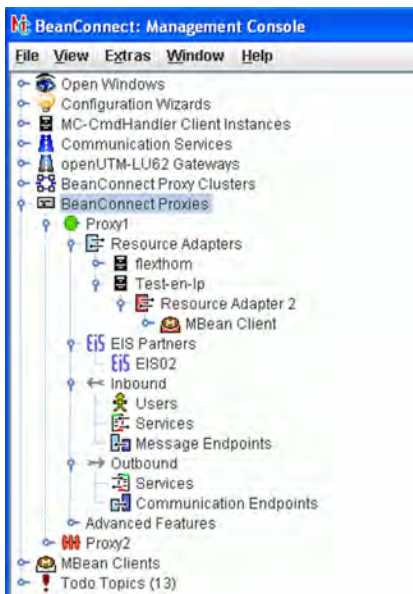 BeanConnect: Management Console
File View Extras Window Help
Open Windows
Configuration Wizards
MC-CmdHandler Client Instances
Communication Services
openUTM-LU62 Gateways
BeanConnect Proxy Clusters
BeanConnect Proxies
Proxy1
Resource Adapters
flexthom
Test-en-lp
Resource Adapter 2
MBean Client
EiS EIS Partners
EiS EIS02
Inbound
Users
Services
Message Endpoints
Outbound
Services
Communication Endpoints
Advanced Features
Proxy2
MBean Clients
Todo Topics (13)